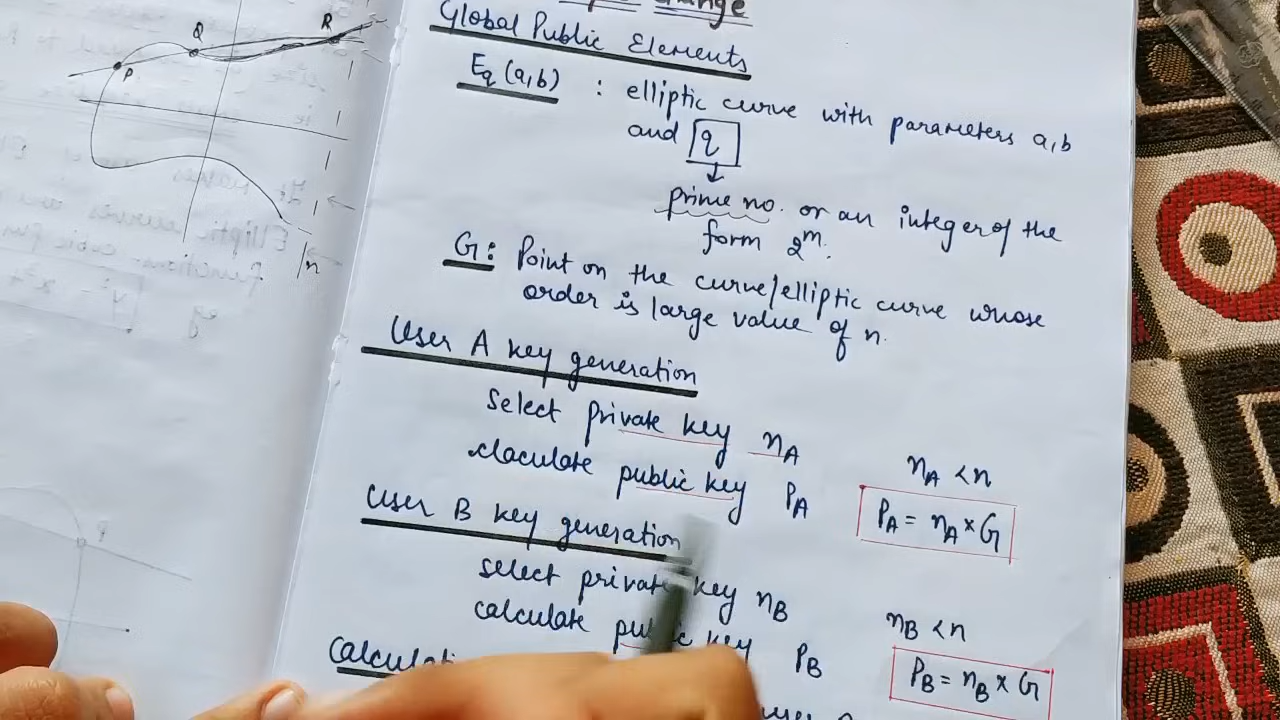 Q
R
P
n
Global Public Elements
Eq (a,b) : elliptic curve with parameters a,b
and q
prime no. or an integer of the
form 2^m.
G: Point on the curve/elliptic curve whose
order is large value of n.
User A key generation
Select private key nA
nA < n
claculate public key PA
PA = nA × G
User B key generation
select private key nB
nB < n
calculate public key PB
PB = nB × G